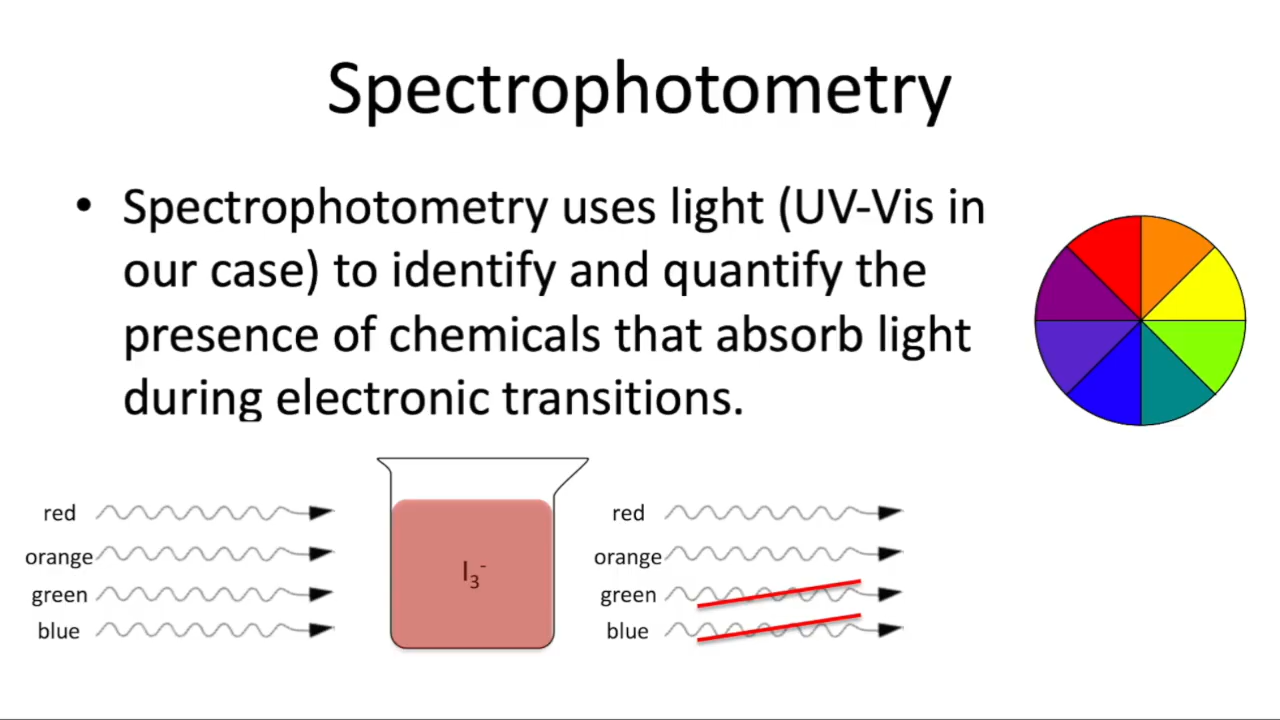 Spectrophotometry
• Spectrophotometry uses light (UV-Vis in
our case) to identify and quantify the
presence of chemicals that absorb light
during electronic transitions.
red
orange
green
blue
I₃⁻
red
orange
green
blue